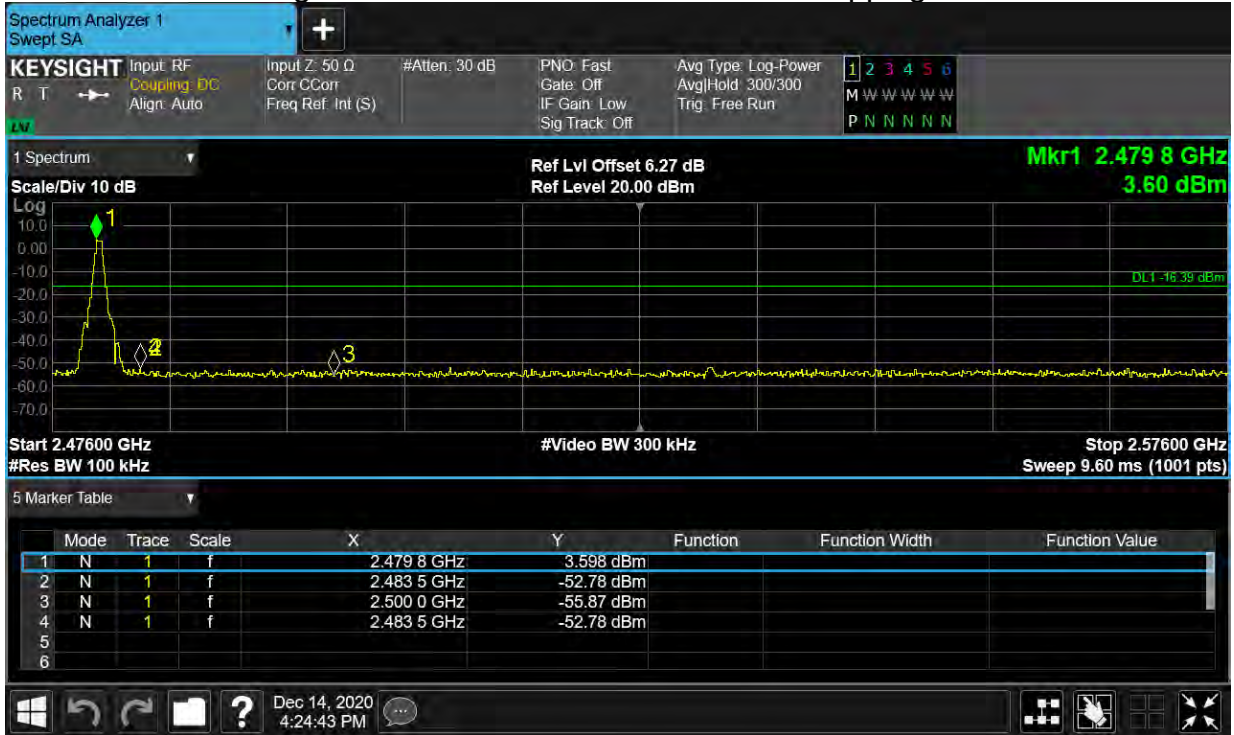 Spectrum Analyzer 1
Swept SA
+
KEYSIGHT Input: RF Input Z: 50 Ω #Atten: 30 dB PNO: Fast Avg Type: Log-Power 1 2 3 4 5 6
R T Coupling: DC Corr CCorr Gate: Off Avg|Hold: 300/300 M W W W W W
Align: Auto Freq Ref: Int (S) IF Gain: Low Trig: Free Run P N N N N N
Sig Track: Off
1 Spectrum
Ref Lvl Offset 6.27 dB
Mkr1 2.479 8 GHz
Scale/Div 10 dB Ref Level 20.00 dBm 3.60 dBm
Log
10.0
0.00
-10.0
-20.0
-30.0
-40.0
-50.0
-60.0
-70.0
1
DL1 -16.39 dBm
3
Start 2.47600 GHz #Video BW 300 kHz Stop 2.57600 GHz
#Res BW 100 kHz Sweep 9.60 ms (1001 pts)
5 Marker Table
Mode Trace Scale X Y Function Function Width Function Value
1 N 1 f 2.479 8 GHz 3.598 dBm
2 N 1 f 2.483 5 GHz -52.78 dBm
3 N 1 f 2.500 0 GHz -55.87 dBm
4 N 1 f 2.483 5 GHz -52.78 dBm
5
6
?
Dec 14, 2020
4:24:43 PM